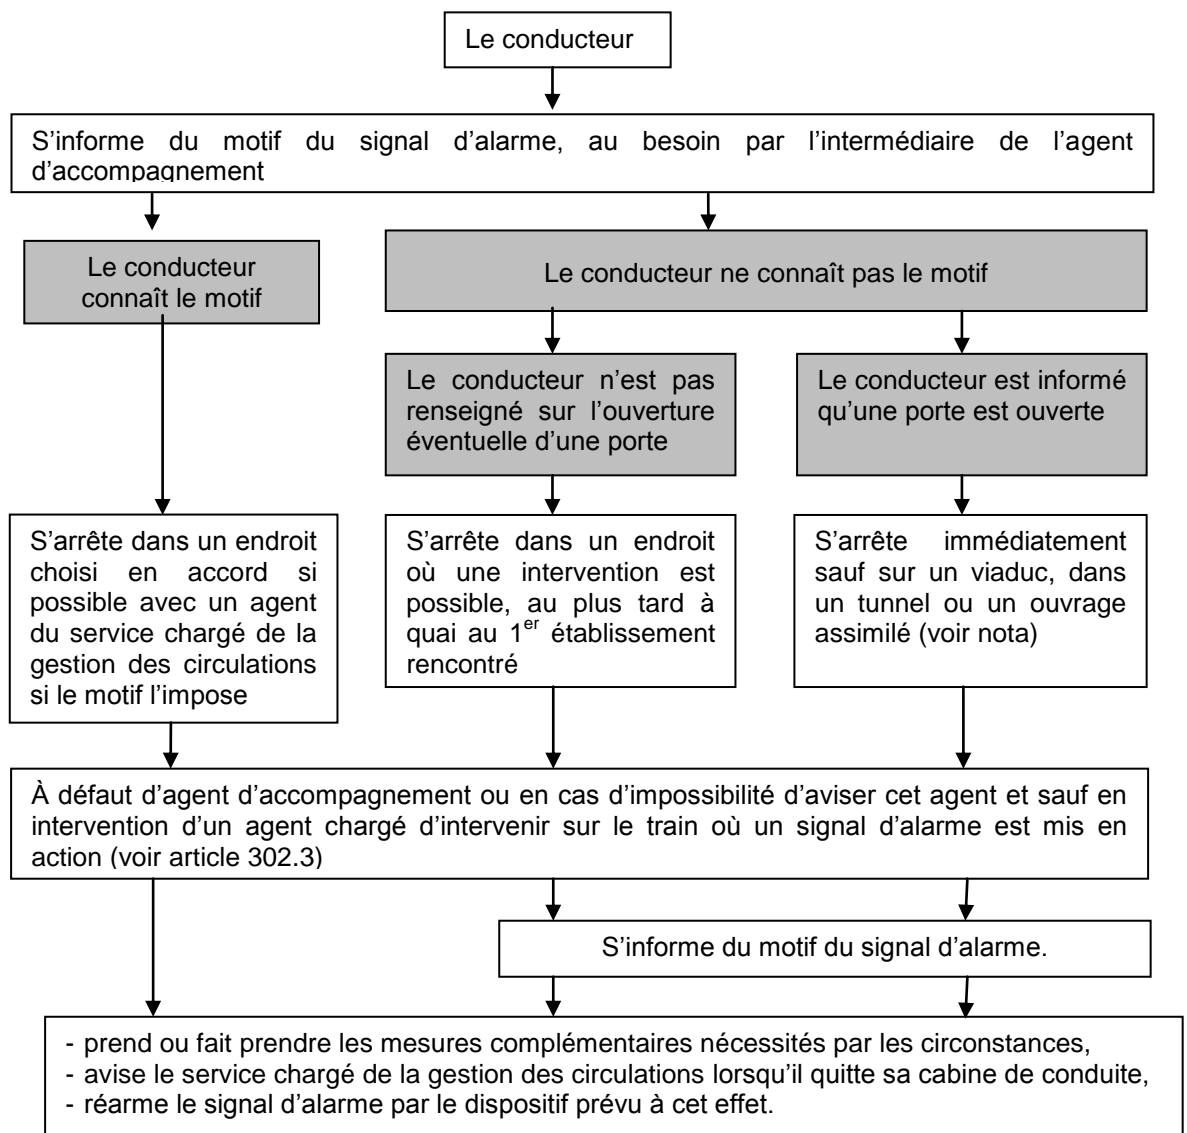 Le conducteur
S’informe du motif du signal d’alarme, au besoin par l’intermédiaire de l’agent
d’accompagnement
Le conducteur
connaît le motif
Le conducteur ne connaît pas le motif
Le conducteur n’est pas
renseigné sur l’ouverture
éventuelle d’une porte
Le conducteur est informé
qu’une porte est ouverte
S’arrête dans un endroit
choisi en accord si
possible avec un agent
du service chargé de la
gestion des circulations
si le motif l’impose
S’arrête dans un endroit
où une intervention est
possible, au plus tard à
quai au 1er établissement
rencontré
S’arrête immédiatement
sauf sur un viaduc, dans
un tunnel ou un ouvrage
assimilé (voir nota)
À défaut d’agent d’accompagnement ou en cas d’impossibilité d’aviser cet agent et sauf en
intervention d’un agent chargé d’intervenir sur le train où un signal d’alarme est mis en
action (voir article 302.3)
S’informe du motif du signal d’alarme.
- prend ou fait prendre les mesures complémentaires nécessités par les circonstances,
- avise le service chargé de la gestion des circulations lorsqu’il quitte sa cabine de conduite,
- réarme le signal d’alarme par le dispositif prévu à cet effet.